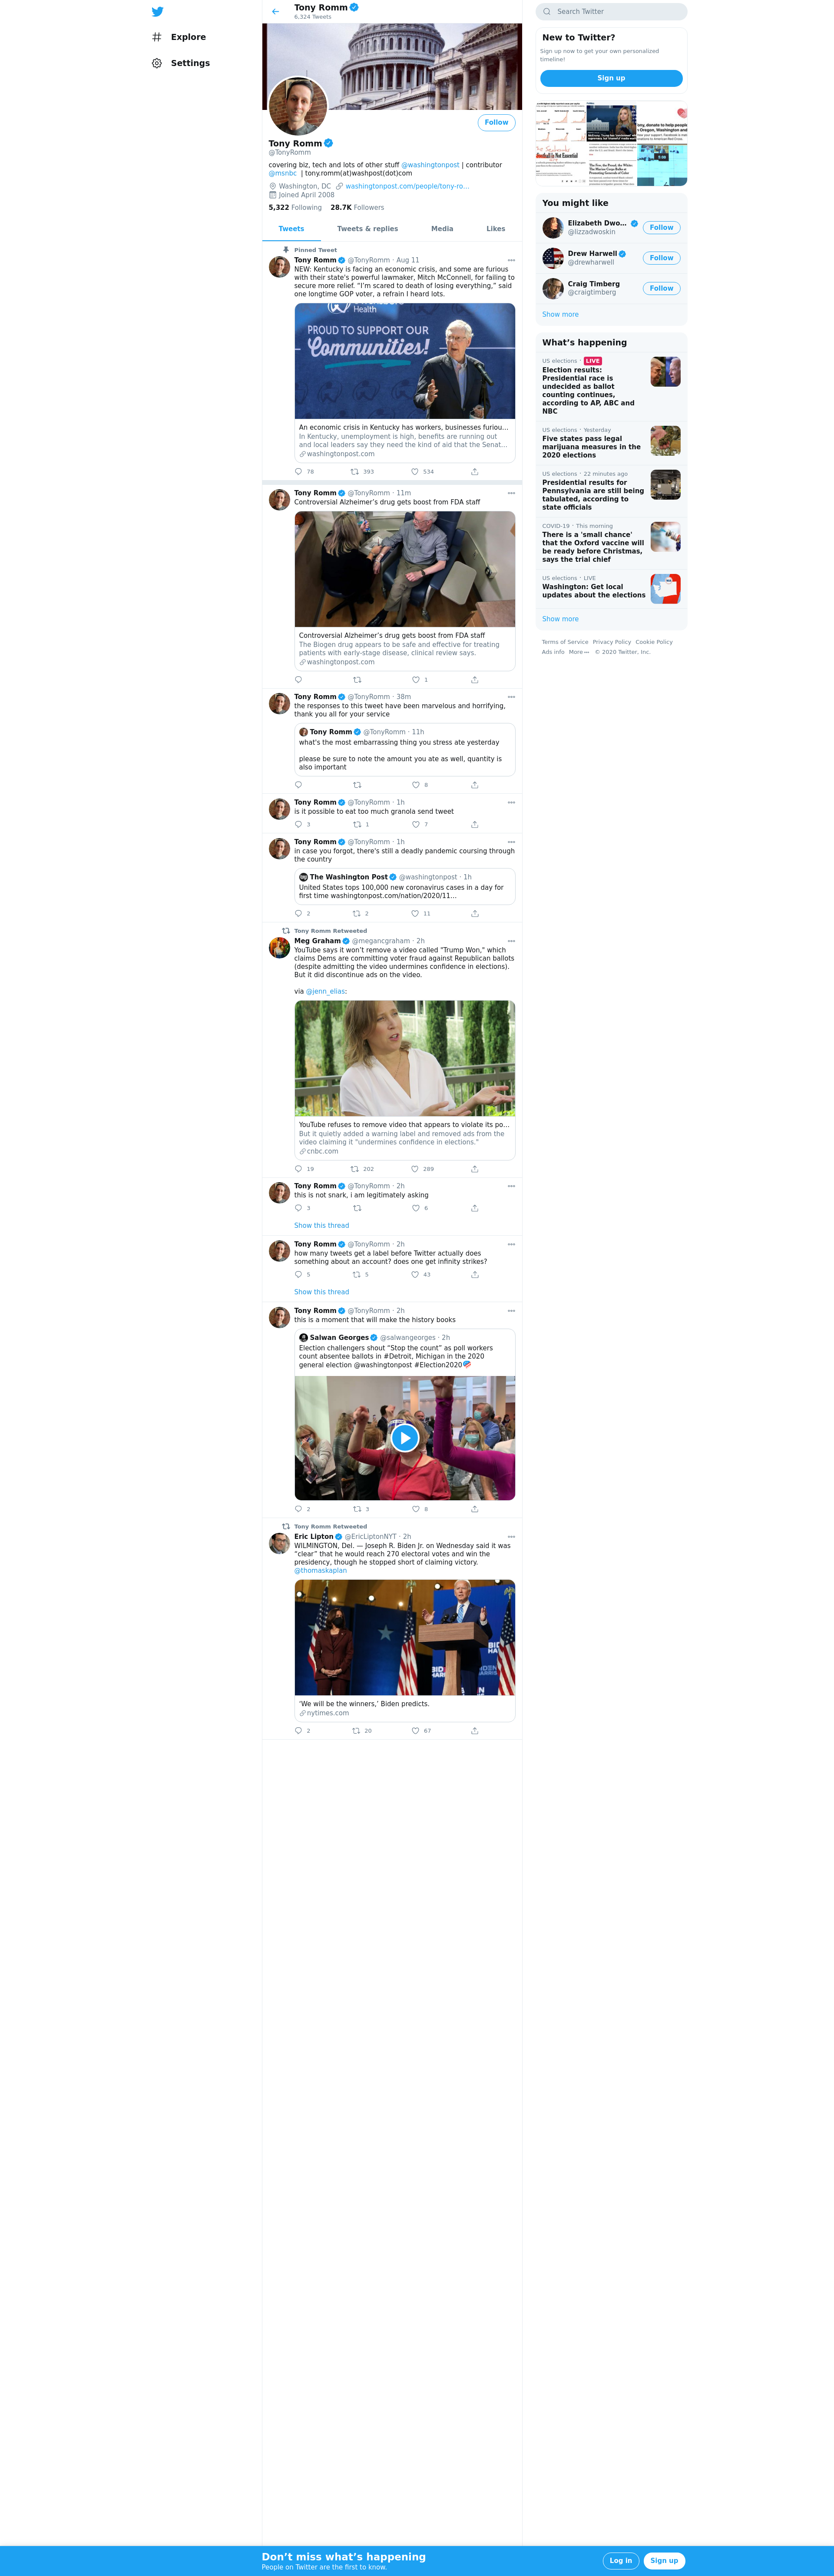 Explore
Settings
Tony Romm
6,324 Tweets
Follow
Tony Romm
@TonyRomm
covering biz, tech and lots of other stuff @washingtonpost | contributor
@msnbc | tony.romm(at)washpost(dot)com
Washington, DC washingtonpost.com/people/tony-ro…
Joined April 2008
5,322 Following 28.7K Followers
Tweets Tweets & replies Media Likes
Pinned Tweet
Tony Romm @TonyRomm · Aug 11
NEW: Kentucky is facing an economic crisis, and some are furious
with their state's powerful lawmaker, Mitch McConnell, for failing to
secure more relief. "I'm scared to death of losing everything," said
one longtime GOP voter, a refrain I heard lots.
Health
PROUD TO SUPPORT OUR
Communities!
An economic crisis in Kentucky has workers, businesses furiou…
In Kentucky, unemployment is high, benefits are running out
and local leaders say they need the kind of aid that the Senat…
washingtonpost.com
78 393 534
Tony Romm @TonyRomm · 11m
Controversial Alzheimer's drug gets boost from FDA staff
Controversial Alzheimer's drug gets boost from FDA staff
The Biogen drug appears to be safe and effective for treating
patients with early-stage disease, clinical review says.
washingtonpost.com
1
Tony Romm @TonyRomm · 38m
the responses to this tweet have been marvelous and horrifying,
thank you all for your service
Tony Romm @TonyRomm · 11h
what's the most embarrassing thing you stress ate yesterday
please be sure to note the amount you ate as well, quantity is
also important
8
Tony Romm @TonyRomm · 1h
is it possible to eat too much granola send tweet
3 1 7
Tony Romm @TonyRomm · 1h
in case you forgot, there's still a deadly pandemic coursing through
the country
The Washington Post @washingtonpost · 1h
United States tops 100,000 new coronavirus cases in a day for
first time washingtonpost.com/nation/2020/11…
2 2 11
Tony Romm Retweeted
Meg Graham @megancgraham · 2h
YouTube says it won't remove a video called "Trump Won," which
claims Dems are committing voter fraud against Republican ballots
(despite admitting the video undermines confidence in elections).
But it did discontinue ads on the video.
via @jenn_elias:
YouTube refuses to remove video that appears to violate its po…
But it quietly added a warning label and removed ads from the
video claiming it "undermines confidence in elections."
cnbc.com
19 202 289
Tony Romm @TonyRomm · 2h
this is not snark, i am legitimately asking
3 6
Show this thread
Tony Romm @TonyRomm · 2h
how many tweets get a label before Twitter actually does
something about an account? does one get infinity strikes?
5 5 43
Show this thread
Tony Romm @TonyRomm · 2h
this is a moment that will make the history books
Salwan Georges @salwangeorges · 2h
Election challengers shout "Stop the count" as poll workers
count absentee ballots in #Detroit, Michigan in the 2020
general election @washingtonpost #Election2020
2 3 8
Tony Romm Retweeted
Eric Lipton @EricLiptonNYT · 2h
WILMINGTON, Del. — Joseph R. Biden Jr. on Wednesday said it was
"clear" that he would reach 270 electoral votes and win the
presidency, though he stopped short of claiming victory.
@thomaskaplan
'We will be the winners,' Biden predicts.
nytimes.com
2 20 67
Search Twitter
New to Twitter?
Sign up now to get your own personalized
timeline!
Sign up
You might like
Elizabeth Dwo…
@lizzadwoskin
Follow
Drew Harwell
@drewharwell
Follow
Craig Timberg
@craigtimberg
Follow
Show more
What's happening
US elections · LIVE
Election results:
Presidential race is
undecided as ballot
counting continues,
according to AP, ABC and
NBC
US elections · Yesterday
Five states pass legal
marijuana measures in the
2020 elections
US elections · 22 minutes ago
Presidential results for
Pennsylvania are still being
tabulated, according to
state officials
COVID-19 · This morning
There is a 'small chance'
that the Oxford vaccine will
be ready before Christmas,
says the trial chief
US elections · LIVE
Washington: Get local
updates about the elections
Show more
Terms of Service Privacy Policy Cookie Policy
Ads info More ··· © 2020 Twitter, Inc.
Don't miss what's happening
People on Twitter are the first to know.
Log in
Sign up